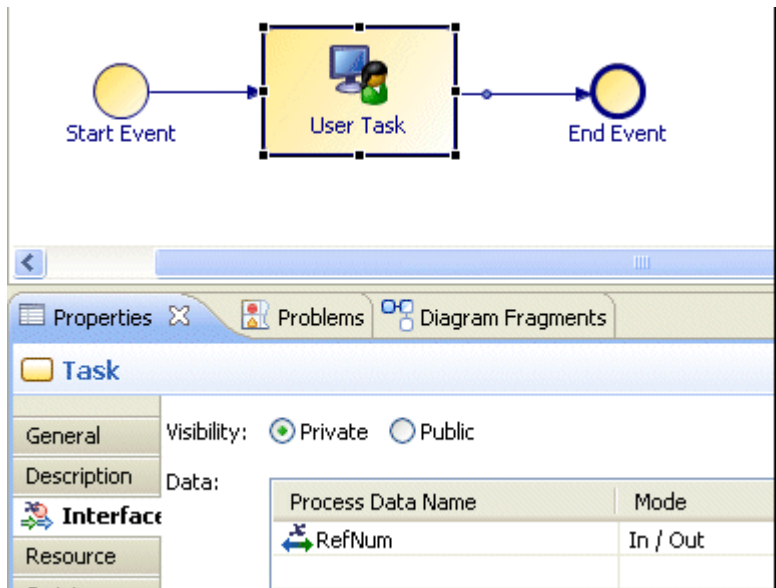 Start Event
User Task
End Event
Properties Problems Diagram Fragments
Task
General
Description
Interface
Resource
Visibility: Private Public
Data:
Process Data Name Mode
RefNum In / Out